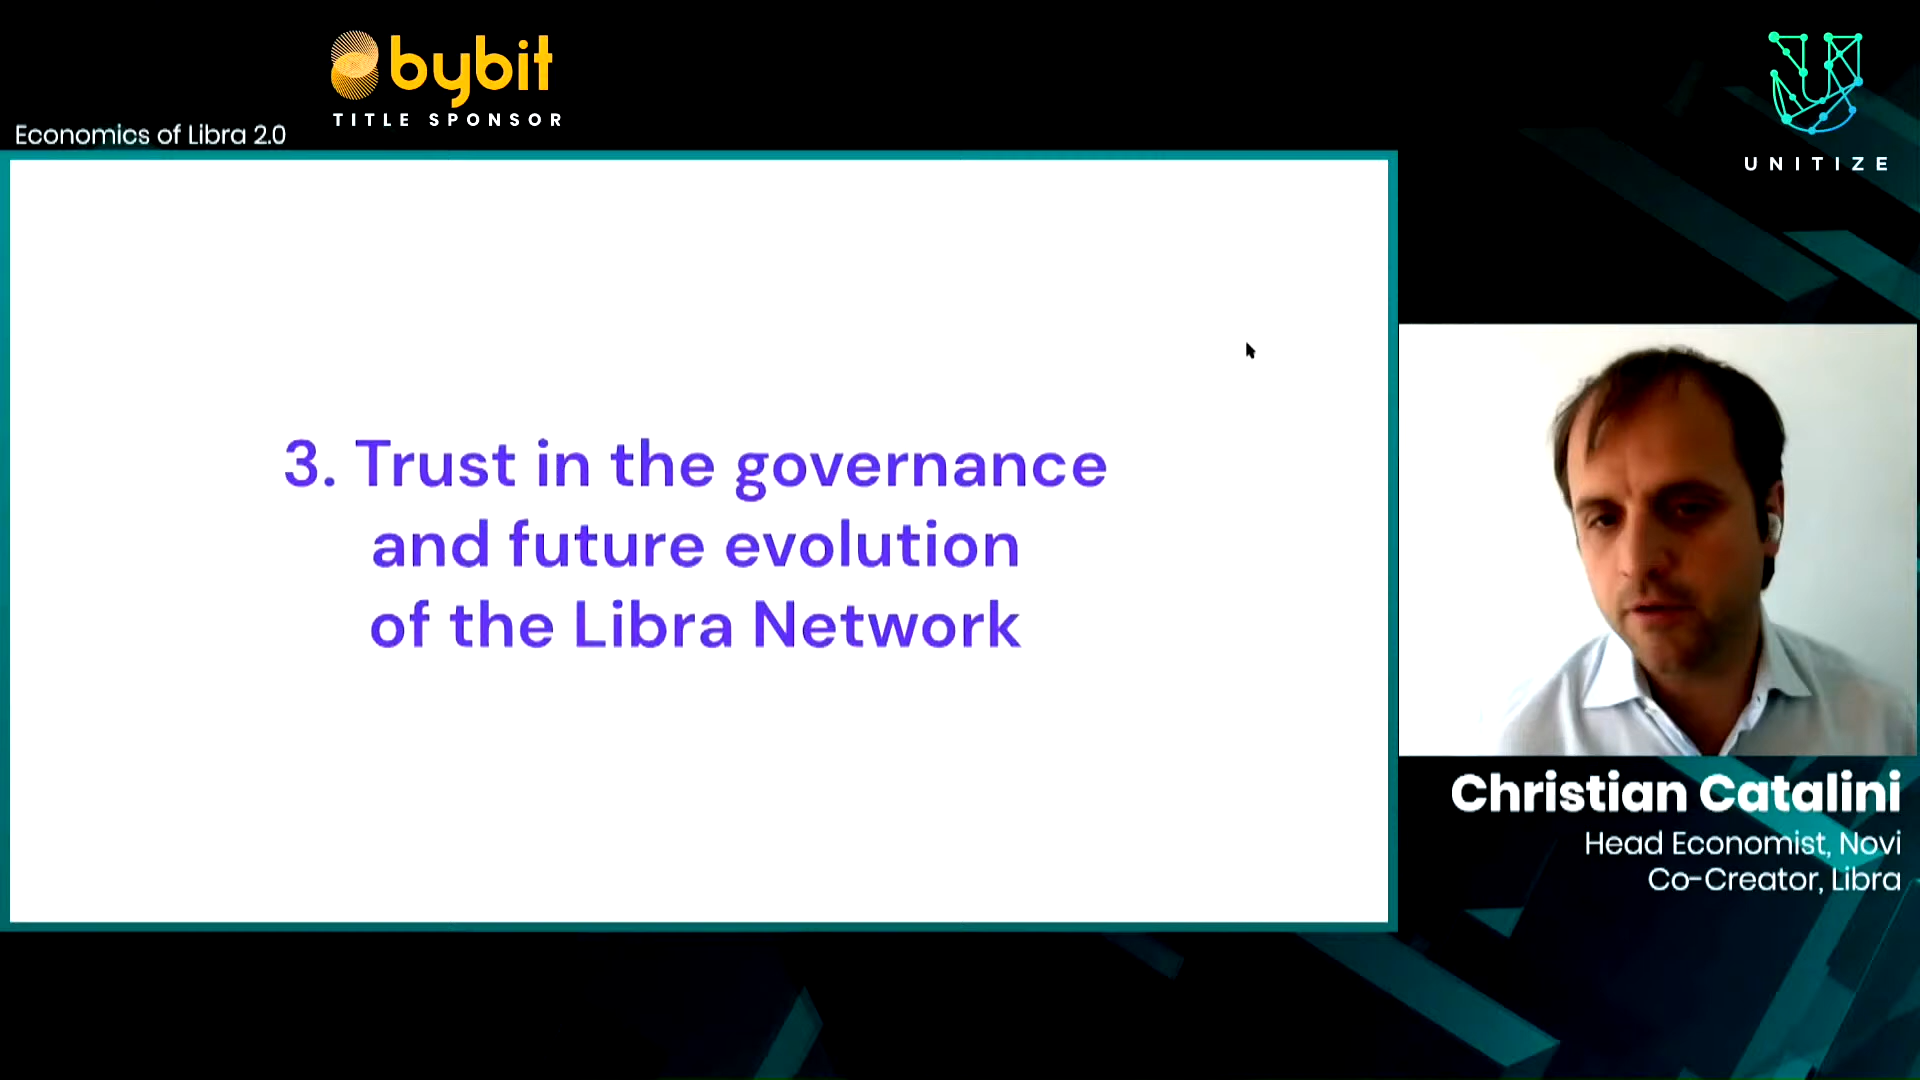 bybit
TITLE SPONSOR
Economics of Libra 2.0
UNITIZE
3. Trust in the governance
and future evolution
of the Libra Network
Christian Catalini
Head Economist, Novi
Co-Creator, Libra